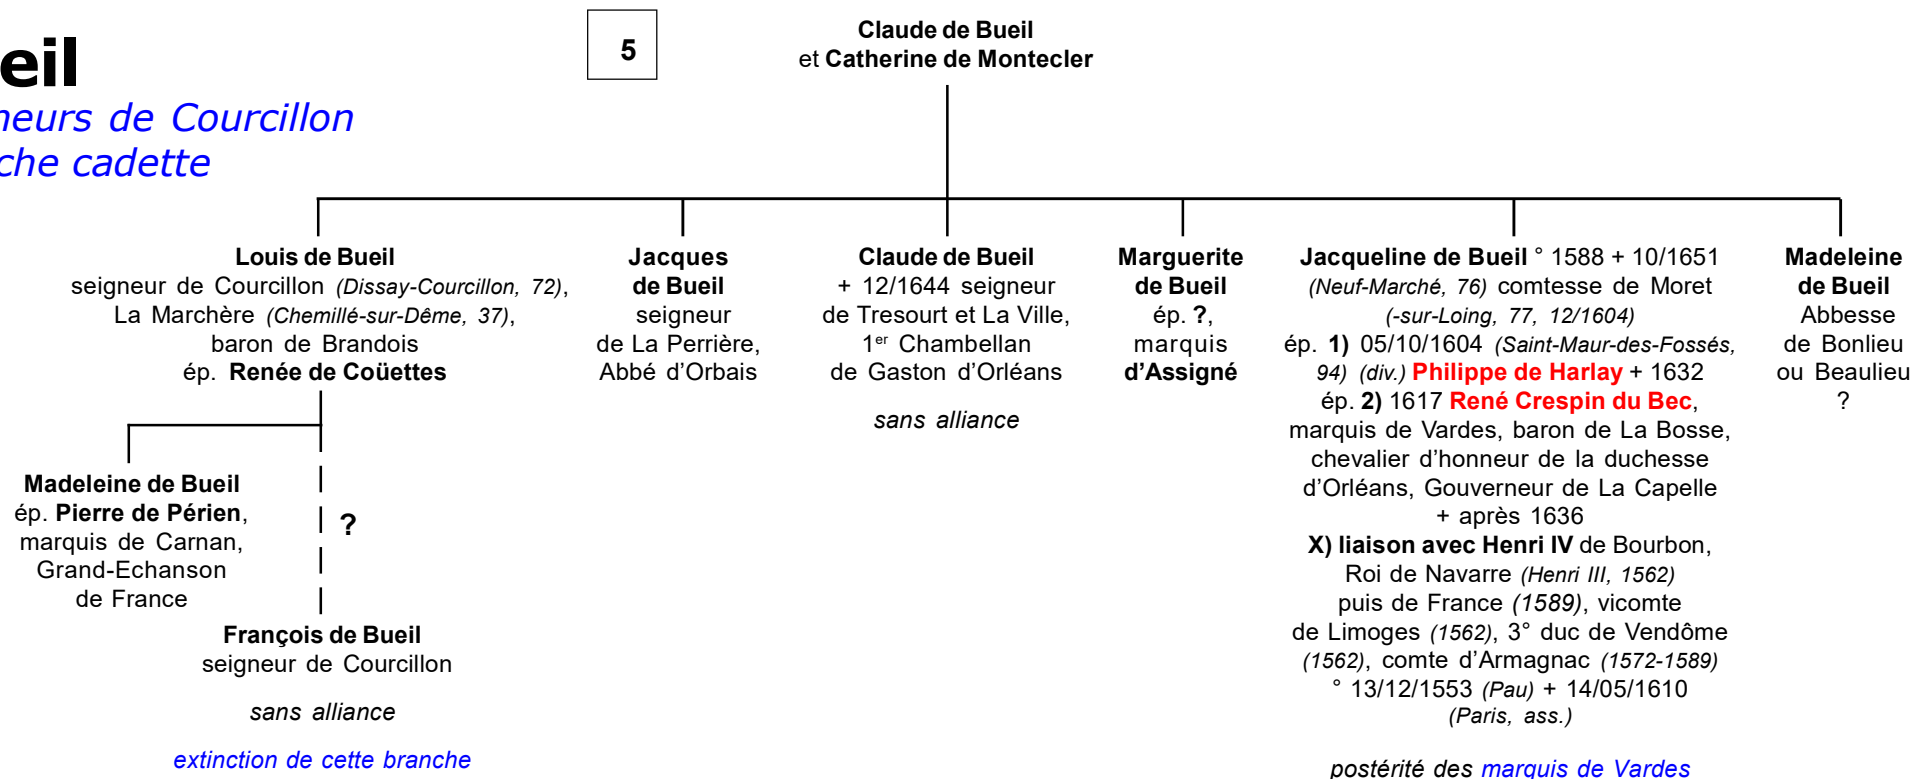 5
Claude de Bueil
et Catherine de Montecler
eil
neurs de Courcillon
che cadette
Louis de Bueil
seigneur de Courcillon (Dissay-Courcillon, 72),
La Marchère (Chemillé-sur-Dême, 37),
baron de Brandois
ép. Renée de Coüettes
Jacques
de Bueil
seigneur
de La Perrière,
Abbé d'Orbais
Claude de Bueil
+ 12/1644 seigneur
de Tresourt et La Ville,
1er Chambellan
de Gaston d'Orléans
sans alliance
Marguerite
de Bueil
ép. ?,
marquis
d'Assigné
Jacqueline de Bueil ° 1588 + 10/1651
(Neuf-Marché, 76) comtesse de Moret
(-sur-Loing, 77, 12/1604)
ép. 1) 05/10/1604 (Saint-Maur-des-Fossés,
94) (div.) Philippe de Harlay + 1632
ép. 2) 1617 René Crespin du Bec,
marquis de Vardes, baron de La Bosse,
chevalier d'honneur de la duchesse
d'Orléans, Gouverneur de La Capelle
+ après 1636
X) liaison avec Henri IV de Bourbon,
Roi de Navarre (Henri III, 1562)
puis de France (1589), vicomte
de Limoges (1562), 3° duc de Vendôme
(1562), comte d'Armagnac (1572-1589)
° 13/12/1553 (Pau) + 14/05/1610
(Paris, ass.)
postérité des marquis de Vardes
Madeleine
de Bueil
Abbesse
de Bonlieu
ou Beaulieu
?
Madeleine de Bueil
ép. Pierre de Périen,
marquis de Carnan,
Grand-Echanson
de France
?
François de Bueil
seigneur de Courcillon
sans alliance
extinction de cette branche